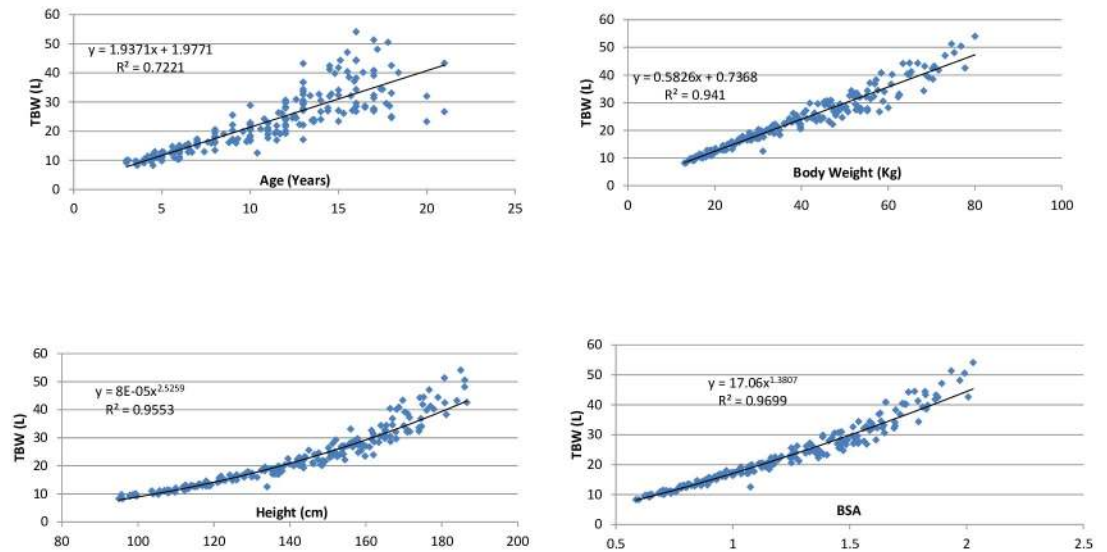 60
50
40
30
20
10
0
TBW (L)
y = 1.9371x + 1.9771
R² = 0.7221
Age (Years)
0 5 10 15 20 25
60
50
40
30
20
10
0
TBW (L)
y = 0.5826x + 0.7368
R² = 0.941
Body Weight (Kg)
0 20 40 60 80 100
60
50
40
30
20
10
0
TBW (L)
y = 8E-05x^2.5259
R² = 0.9553
Height (cm)
60 80 100 120 140 160 180 200
60
50
40
30
20
10
0
TBW (L)
y = 17.06x^1.3807
R² = 0.9699
BSA
0.5 1 1.5 2 2.5